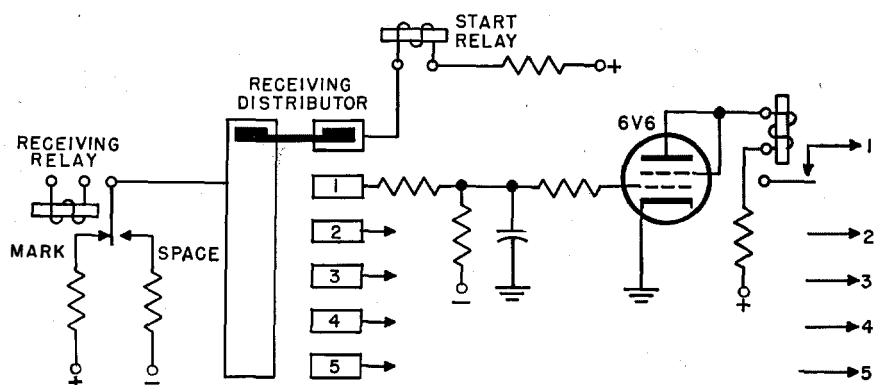 START
RELAY
+
RECEIVING
DISTRIBUTOR
6V6
RECEIVING
RELAY
1
1
MARK
SPACE
2
2
3
3
4
4
5
5
+
−
−
+